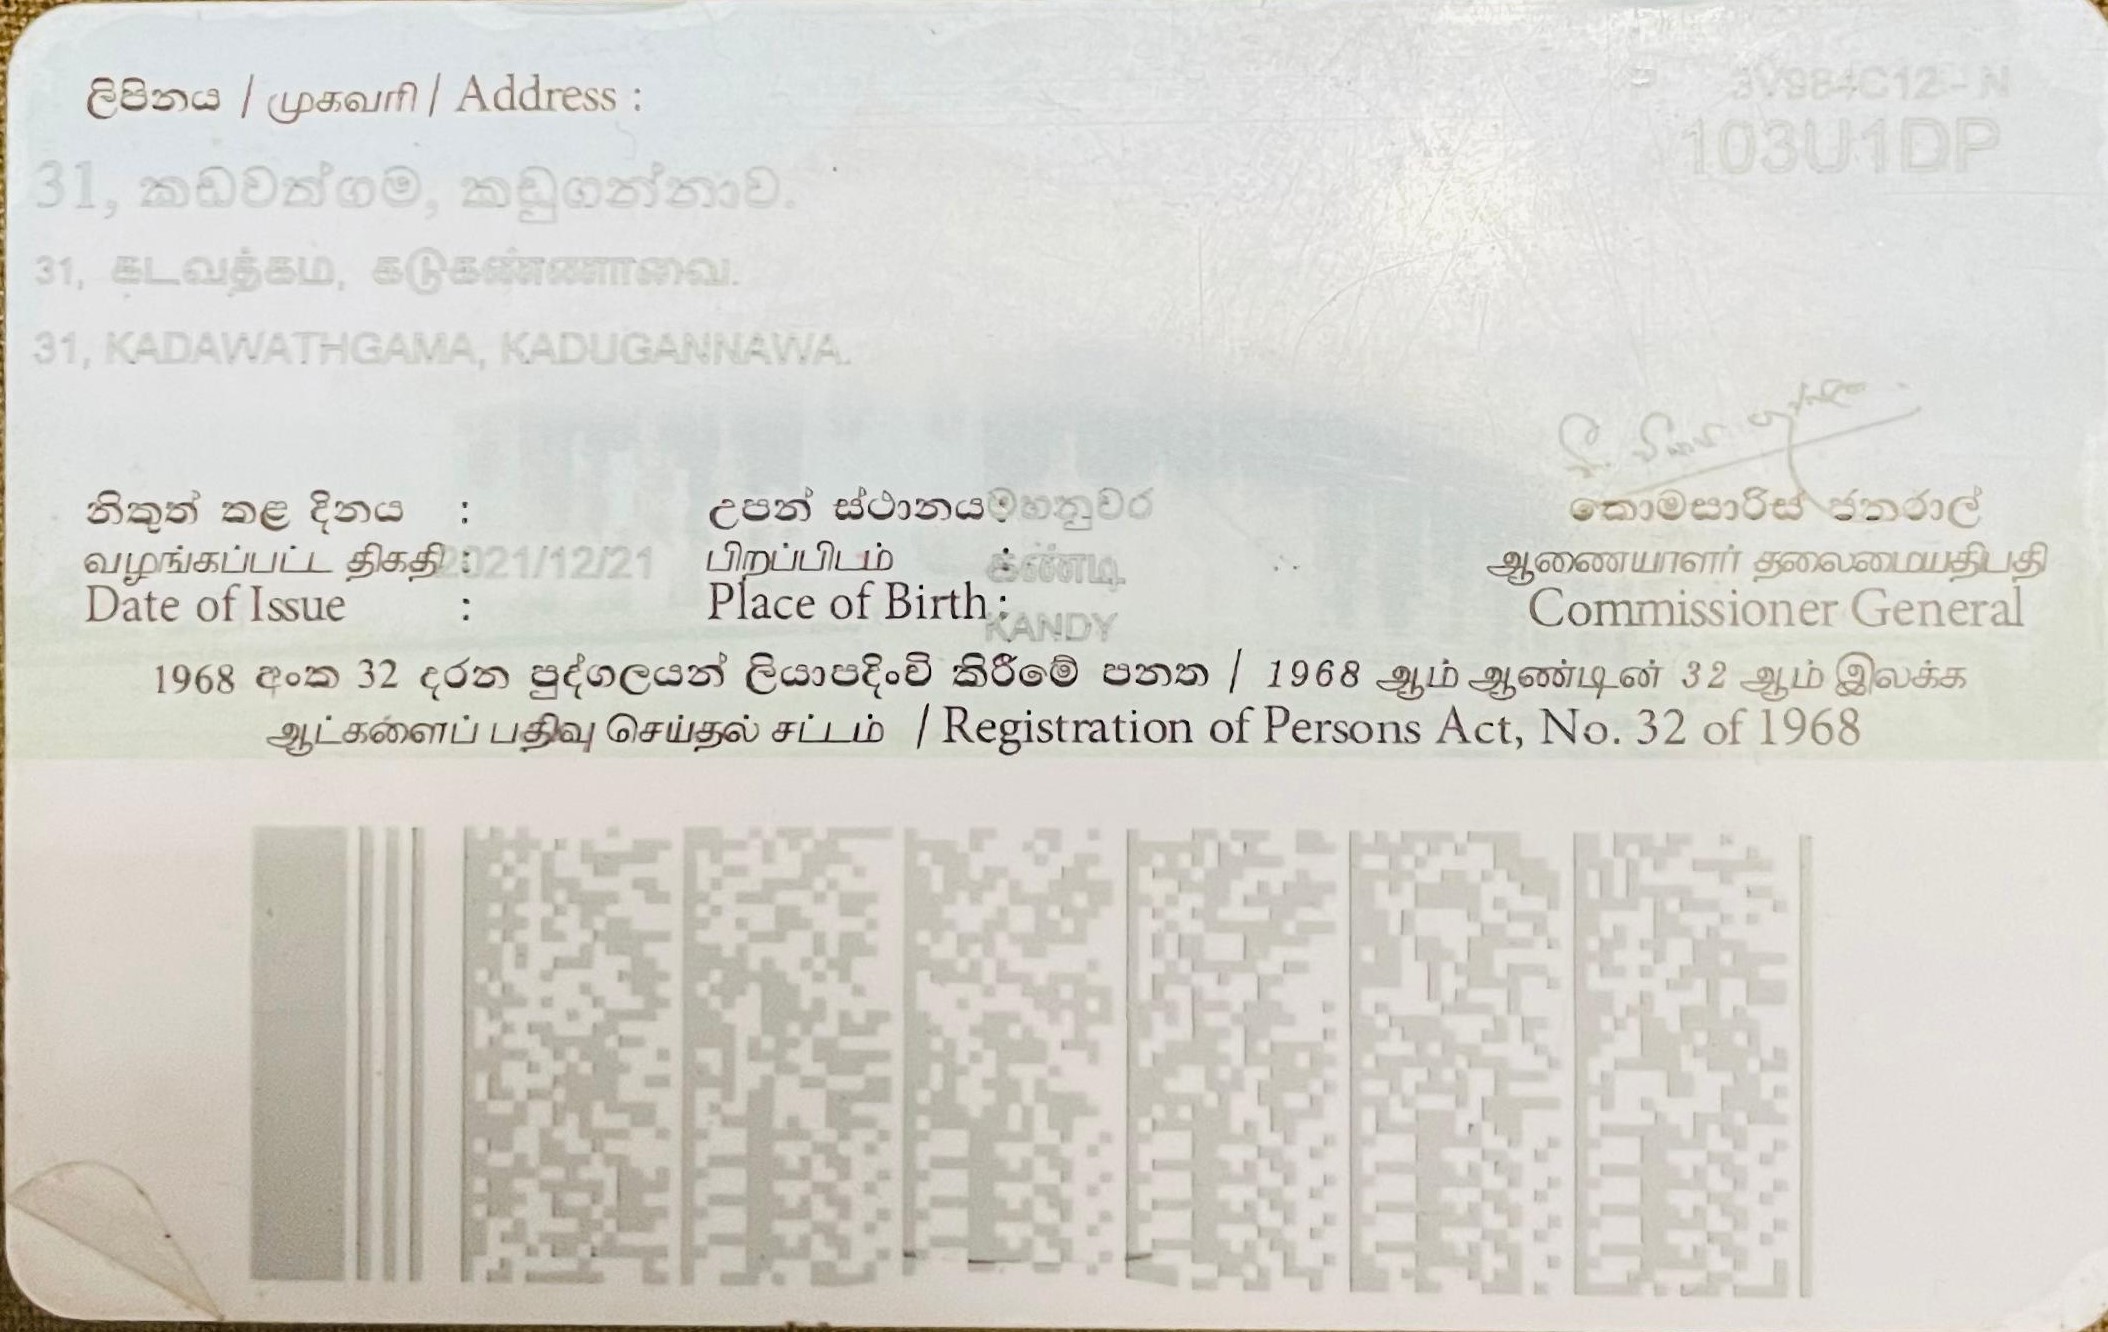 ලිපිනය / முகவரி / Address :
P 3V984C12 - N
103U1DP
31, කඩවත්ගම, කඩුගන්නාව.
31, கடவத்கம, கடுகண்ணாவை.
31, KADAWATHGAMA, KADUGANNAWA.
නිකුත් කළ දිනය : උපන් ස්ථානය : මහනුවර කොමසාරිස් ජනරාල්
வழங்கப்பட்ட திகதி : 2021/12/21 பிறப்பிடம் : கண்டி ஆணையாளர் தலைமையதிபதி
Date of Issue : Place of Birth : KANDY Commissioner General
1968 අංක 32 දරන පුද්ගලයන් ලියාපදිංචි කිරීමේ පනත / 1968 ஆம் ஆண்டின் 32 ஆம் இலக்க
ஆட்களைப் பதிவு செய்தல் சட்டம் / Registration of Persons Act, No. 32 of 1968